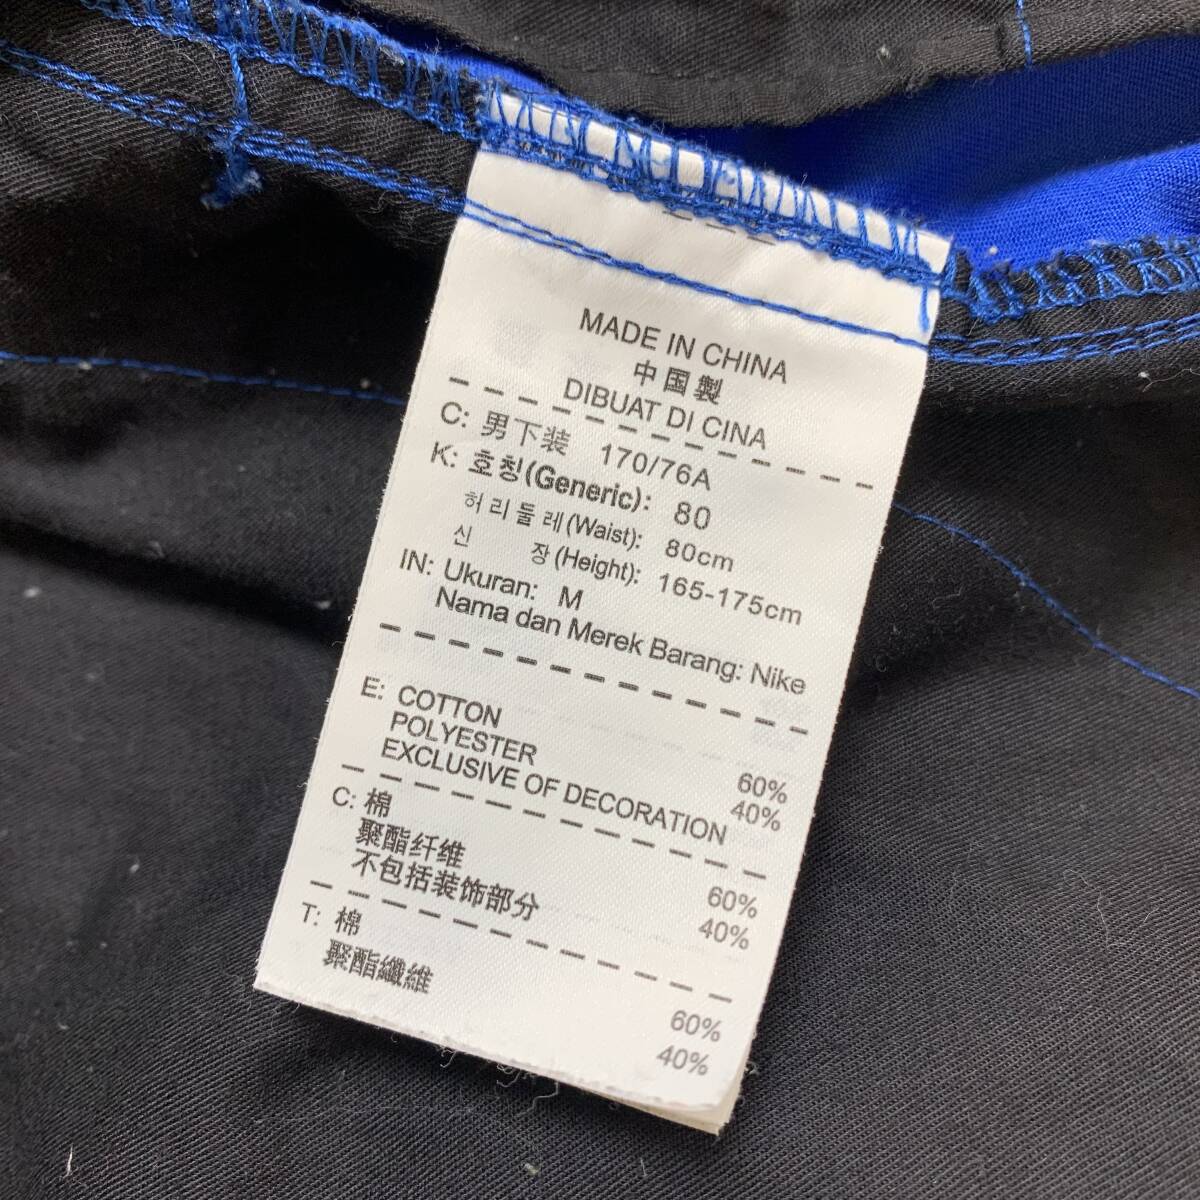 MADE IN CHINA
中国製
DIBUAT DI CINA
C: 男下装 170/76A
K: 호칭(Generic): 80
허리둘레(Waist): 80cm
신 장(Height): 165-175cm
IN: Ukuran: M
Nama dan Merek Barang: Nike
E: COTTON 60%
POLYESTER 40%
EXCLUSIVE OF DECORATION
C: 棉 60%
聚酯纤维 40%
不包括装饰部分
T: 棉 60%
聚酯纖維 40%